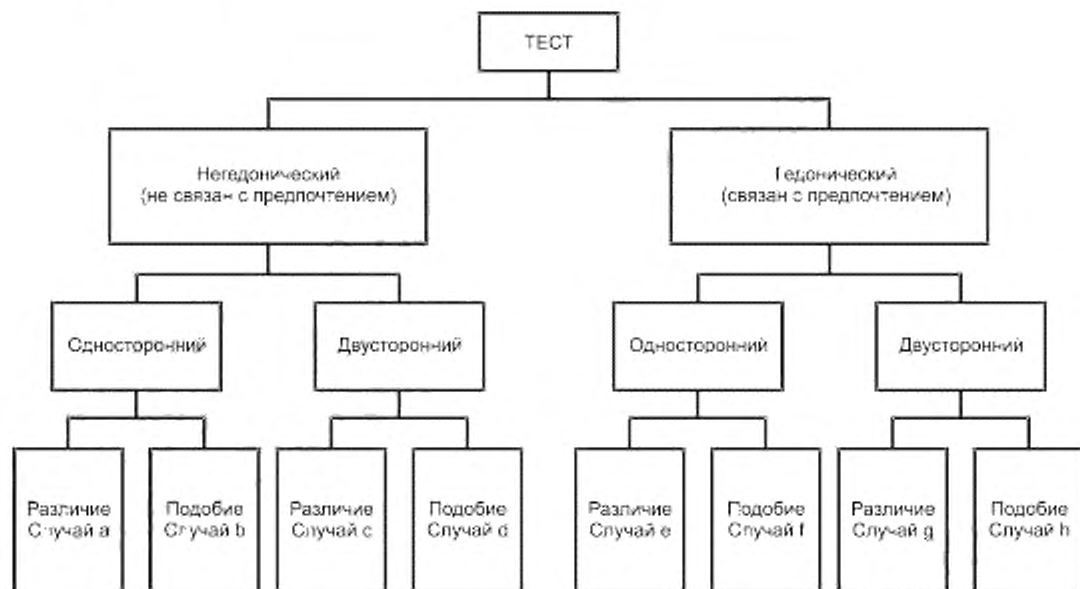 ТЕСТ
Негедонический
(не связан с предпочтением)
Гедонический
(связан с предпочтением)
Односторонний
Двусторонний
Односторонний
Двусторонний
Различие
Случай a
Подобие
Случай b
Различие
Случай c
Подобие
Случай d
Различие
Случай e
Подобие
Случай f
Различие
Случай g
Подобие
Случай h